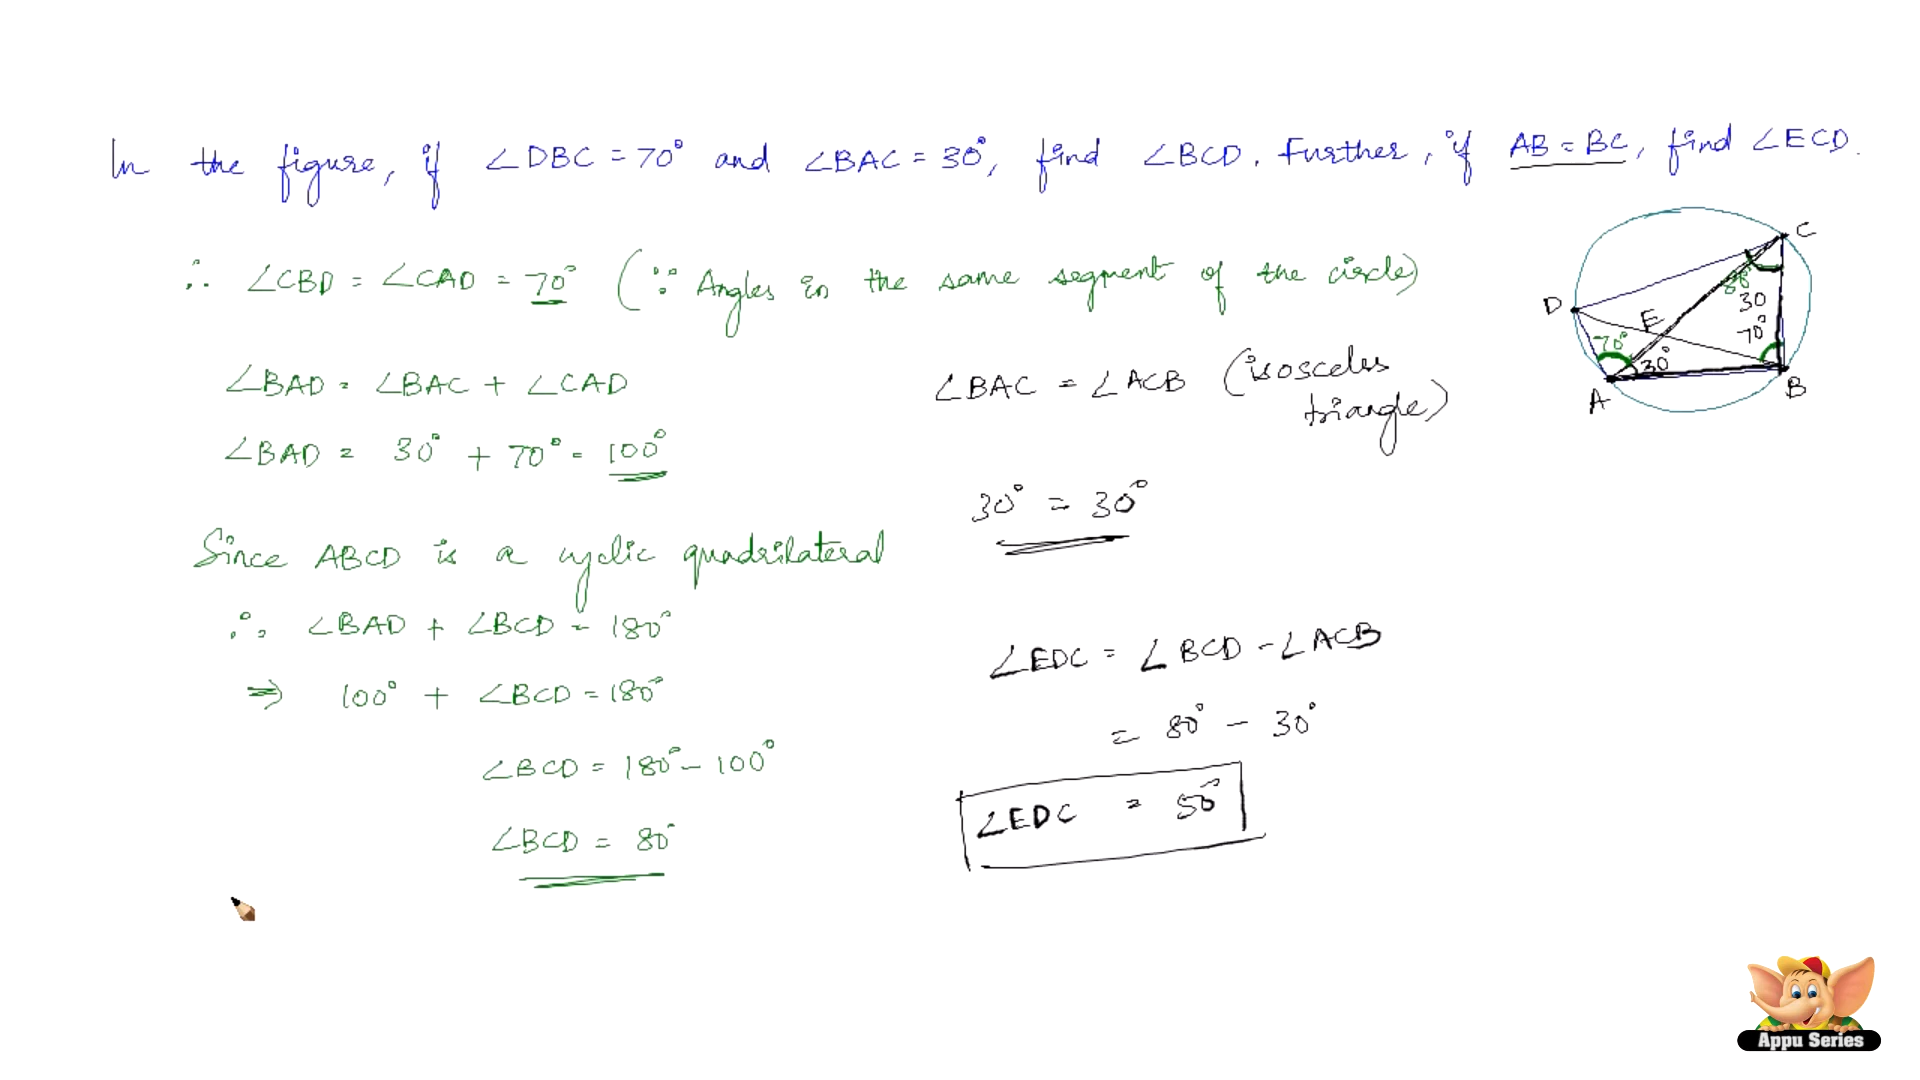 In the figure, if ∠DBC = 70° and ∠BAC = 30°, find ∠BCD. Further, if AB = BC, find ∠ECD.
∴ ∠CBD = ∠CAD = 70° (∵ Angles in the same segment of the circle)
∠BAD = ∠BAC + ∠CAD
∠BAD = 30° + 70° = 100°
Since ABCD is a cyclic quadrilateral
∴ ∠BAD + ∠BCD = 180°
⇒ 100° + ∠BCD = 180°
∠BCD = 180° - 100°
∠BCD = 80°
∠BAC = ∠ACB (isosceles
triangle)
30° = 30°
∠EDC = ∠BCD - ∠ACB
= 80° - 30°
∠EDC = 50°
C
80°
30
D
E
70°
70°
30°
A
B
Appu Series